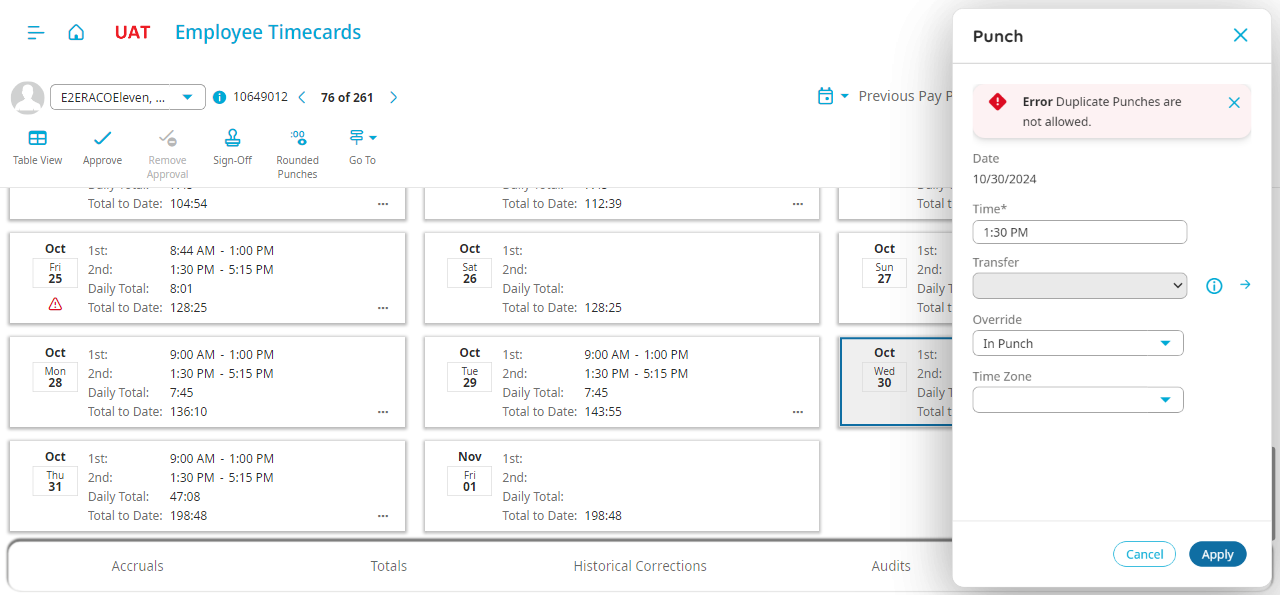 UAT Employee Timecards
E2ERACOEleven, ... 10649012 76 of 261
Previous Pay P
Table View
Approve
Remove
Approval
Sign-Off
Rounded
Punches
Go To
Total to Date: 104:54 ...
Total to Date: 112:39 ...
Total t
Oct
Fri
25
1st: 8:44 AM - 1:00 PM
2nd: 1:30 PM - 5:15 PM
Daily Total: 8:01
Total to Date: 128:25 ...
Oct
Sat
26
1st:
2nd:
Daily Total:
Total to Date: 128:25
Oct
Sun
27
1st:
2nd:
Daily T
Total t
Oct
Mon
28
1st: 9:00 AM - 1:00 PM
2nd: 1:30 PM - 5:15 PM
Daily Total: 7:45
Total to Date: 136:10 ...
Oct
Tue
29
1st: 9:00 AM - 1:00 PM
2nd: 1:30 PM - 5:15 PM
Daily Total: 7:45
Total to Date: 143:55 ...
Oct
Wed
30
1st:
2nd:
Daily T
Total t
Oct
Thu
31
1st: 9:00 AM - 1:00 PM
2nd: 1:30 PM - 5:15 PM
Daily Total: 47:08
Total to Date: 198:48 ...
Nov
Fri
01
1st:
2nd:
Daily Total:
Total to Date: 198:48
Accruals
Totals
Historical Corrections
Audits
Punch
Error Duplicate Punches are
not allowed.
Date
10/30/2024
Time*
1:30 PM
Transfer
Override
In Punch
Time Zone
Cancel
Apply